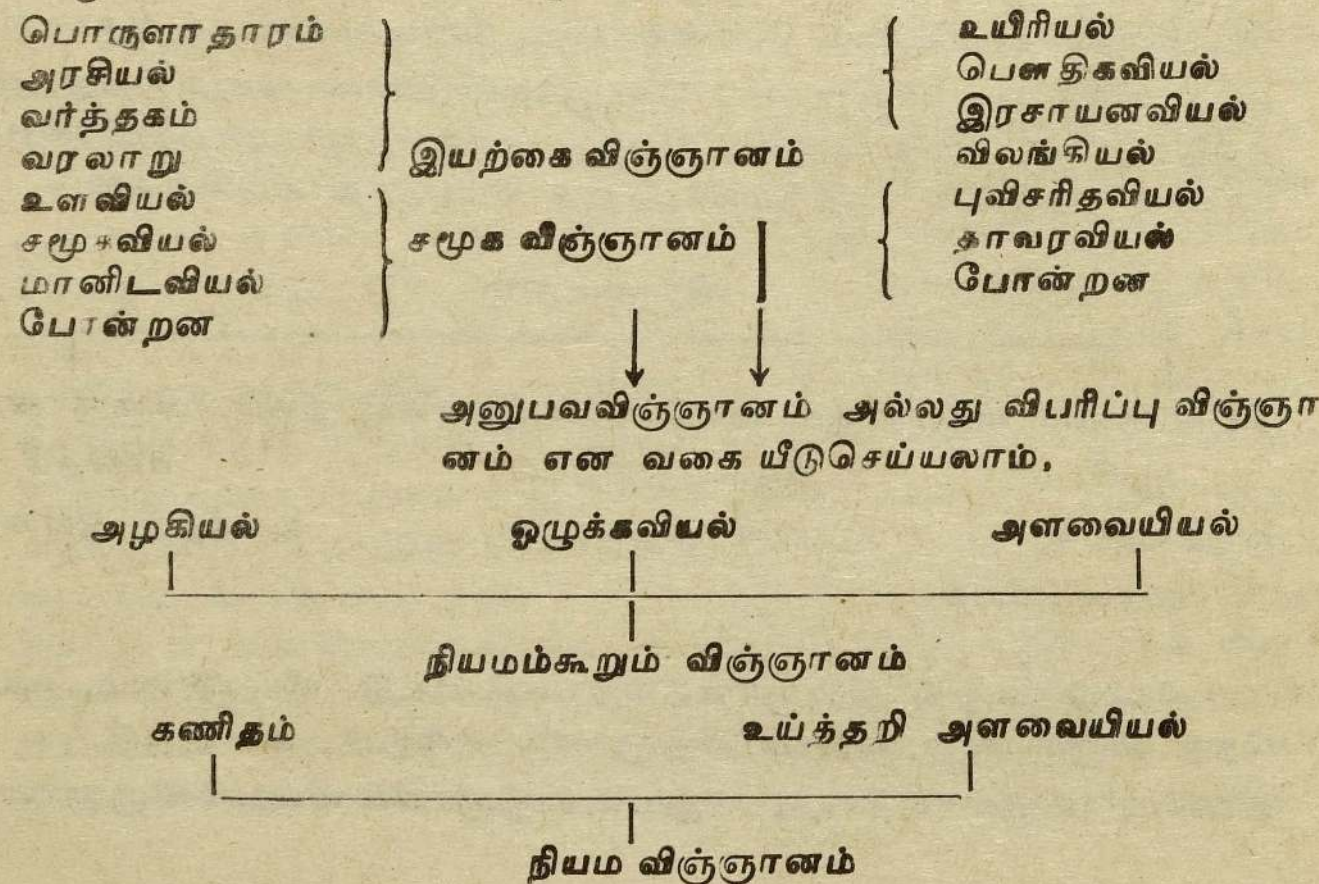 பொருளாதாரம்
அரசியல்
வர்த்தகம்
வரலாறு
உளவியல்
சமூகவியல்
மானிடவியல்
போன்றன
இயற்கை விஞ்ஞானம்
சமூக விஞ்ஞானம்
உயிரியல்
பௌதிகவியல்
இரசாயனவியல்
விலங்கியல்
புவிசரிதவியல்
தாவரவியல்
போன்றன
அனுபவவிஞ்ஞானம் அல்லது விபரிப்பு விஞ்ஞா
னம் என வகையீடுசெய்யலாம்.
அழகியல் ஒழுக்கவியல் அளவையியல்
நியமம்கூறும் விஞ்ஞானம்
கணிதம் உய்த்தறி அளவையியல்
நியம விஞ்ஞானம்